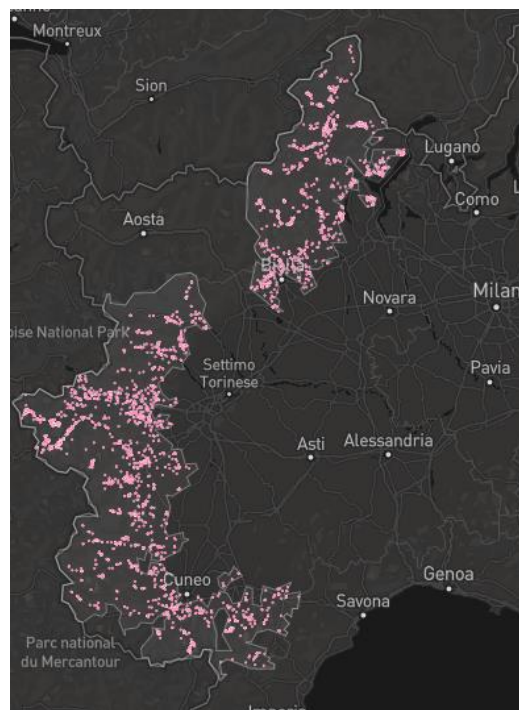 Montreux
Sion
Lugano
Como
Aosta
Biella
Novara
Milan
oise National Park
Settimo
Torinese
Pavia
Asti
Alessandria
Cuneo
Genoa
Savona
Parc national
du Mercantour